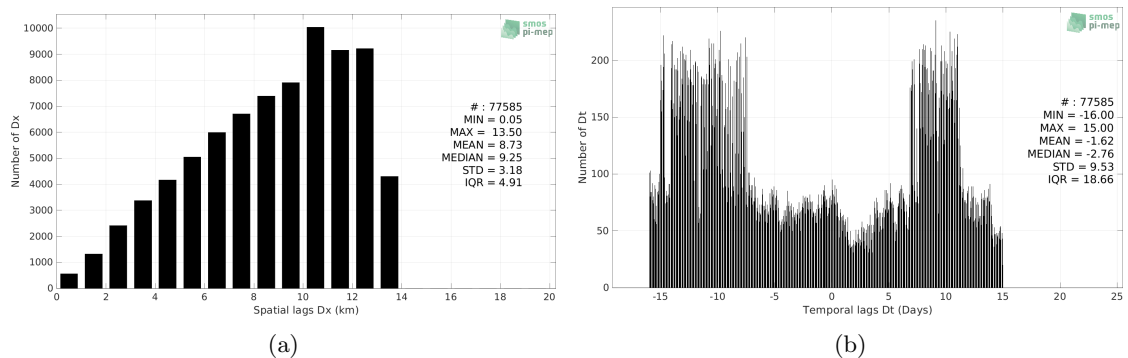 smos
pi-mep
10000
9000
8000
7000
6000
5000
4000
3000
2000
1000
0
Number of Dx
# : 77585
MIN = 0.05
MAX = 13.50
MEAN = 8.73
MEDIAN = 9.25
STD = 3.18
IQR = 4.91
0 2 4 6 8 10 12 14 16 18 20
Spatial lags Dx (km)
(a)
smos
pi-mep
200
150
100
50
0
Number of Dt
# : 77585
MIN = -16.00
MAX = 15.00
MEAN = -1.62
MEDIAN = -2.76
STD = 9.53
IQR = 18.66
-15 -10 -5 0 5 10 15 20 25
Temporal lags Dt (Days)
(b)